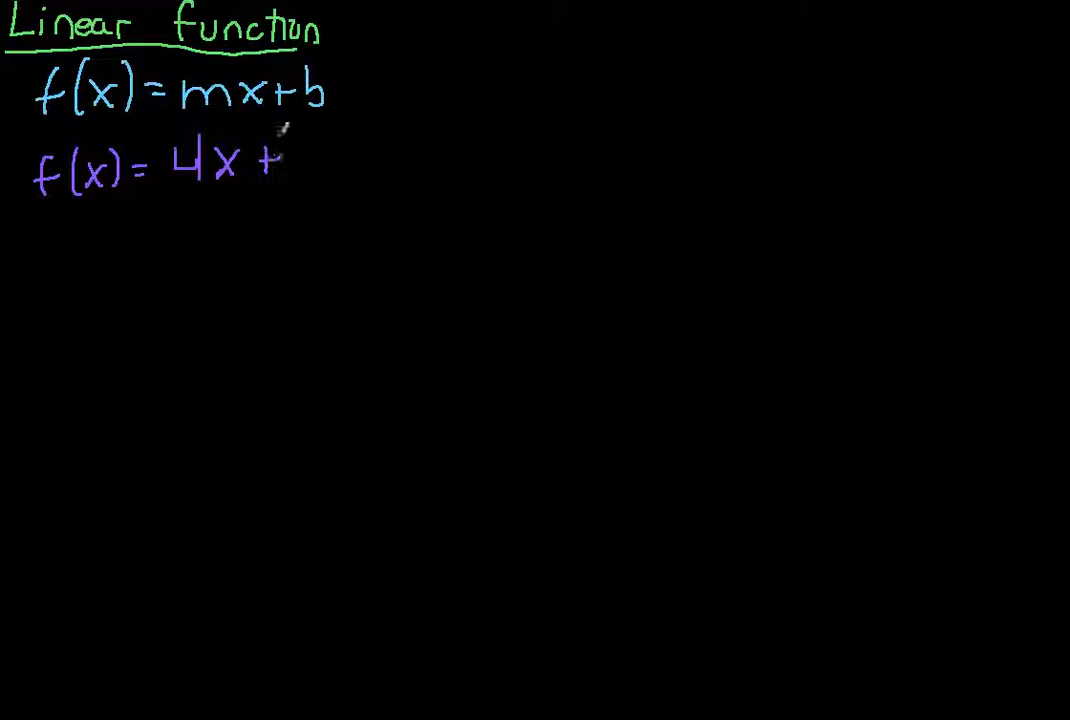 Linear function
f(x) = mx+b
f(x) = 4x +